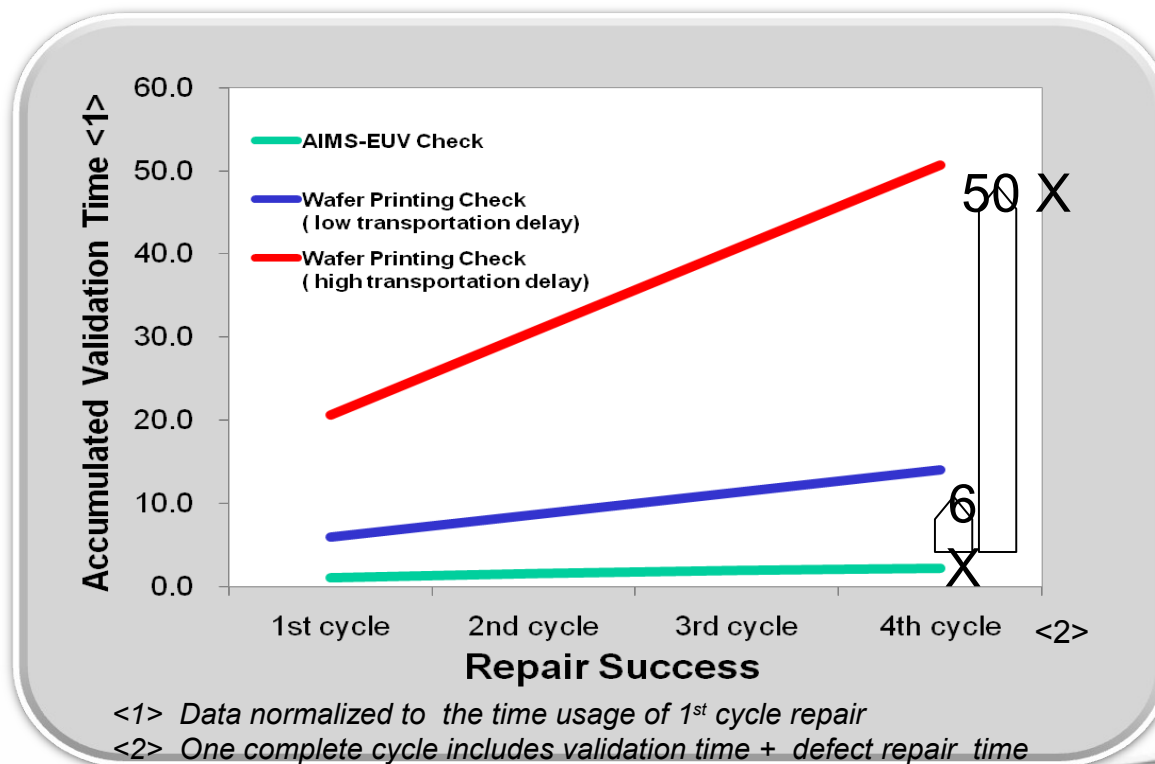 60.0
50.0
40.0
30.0
20.0
10.0
0.0
Accumulated Validation Time <1>
AIMS-EUV Check
Wafer Printing Check
( low transportation delay)
Wafer Printing Check
( high transportation delay)
50 X
6
X
1st cycle 2nd cycle 3rd cycle 4th cycle <2>
Repair Success
<1> Data normalized to the time usage of 1st cycle repair
<2> One complete cycle includes validation time + defect repair time